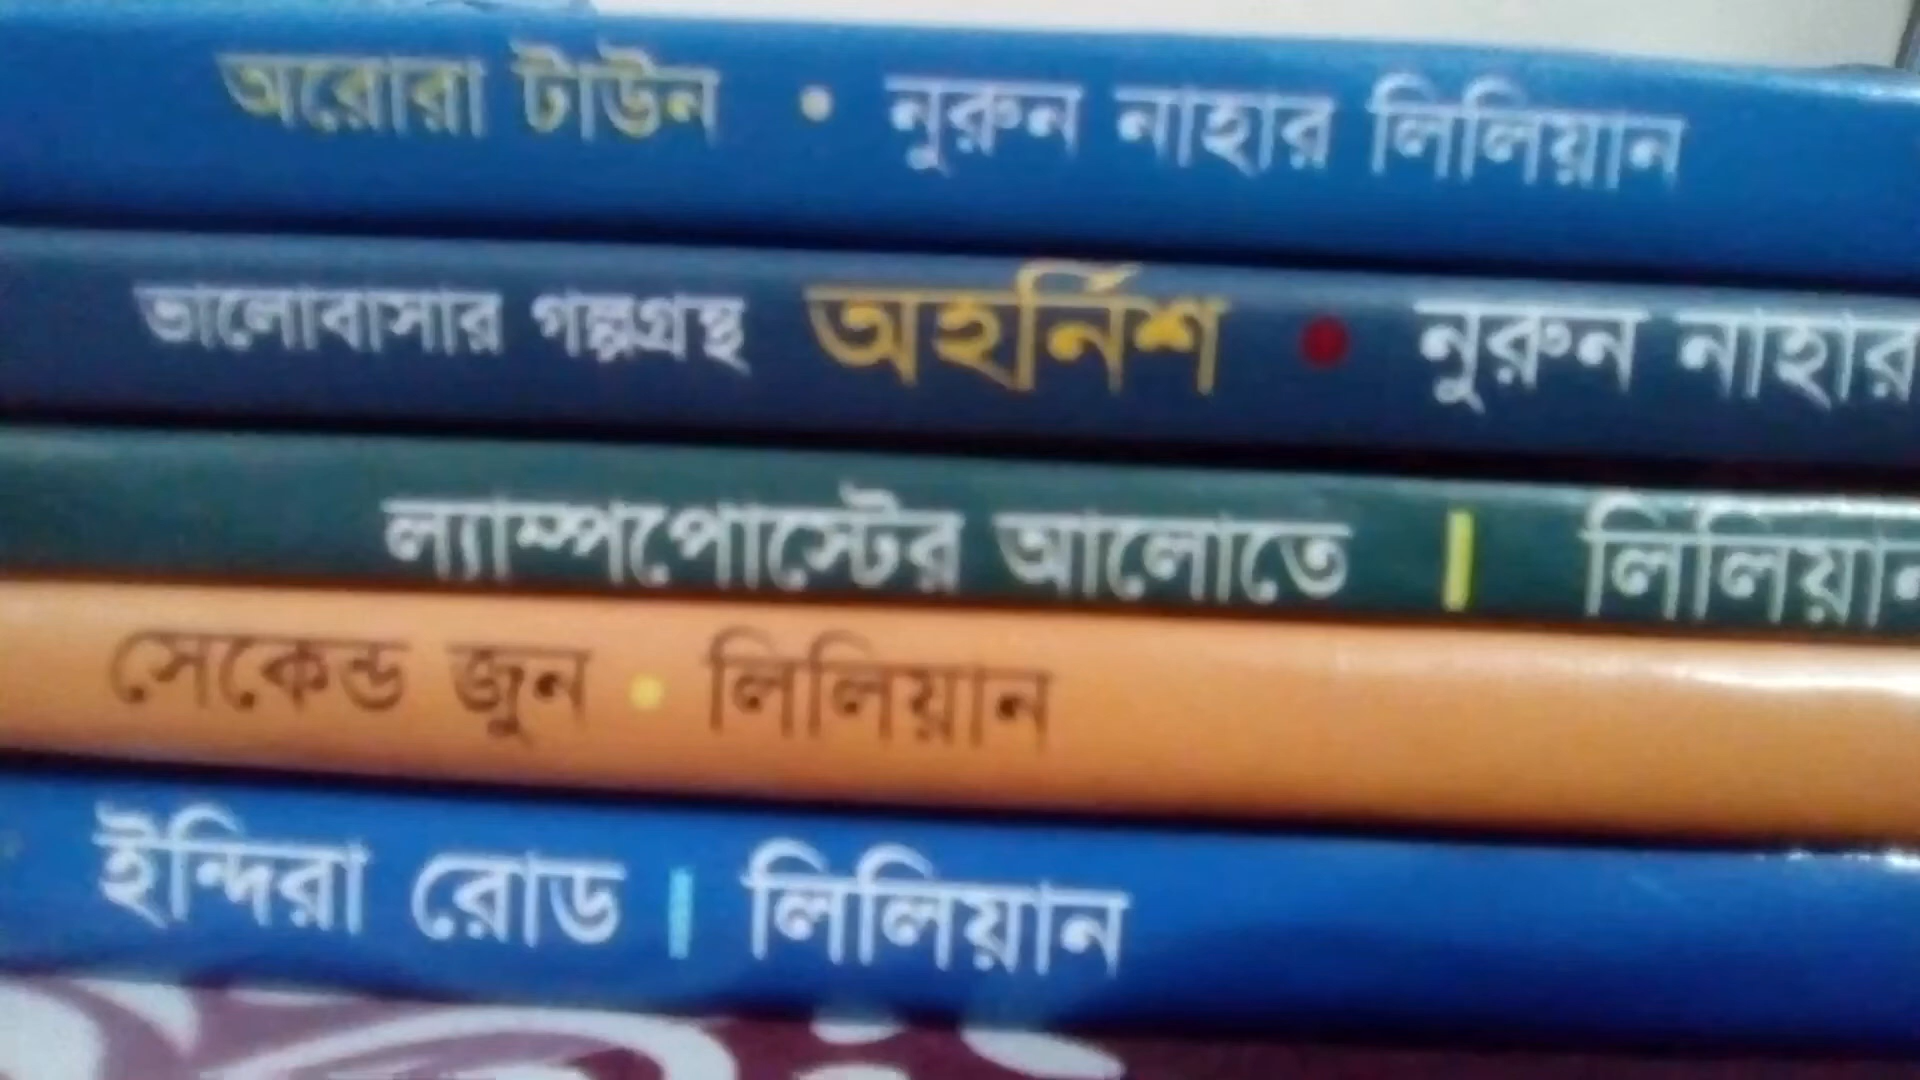 অরোরা টাউন • নুরুন নাহার লিলিয়ান
ভালোবাসার গল্পগ্রন্থ অহর্নিশ • নুরুন নাহার
ল্যাম্পপোস্টের আলোতে | লিলিয়ান
সেকেন্ড জুন • লিলিয়ান
ইন্দিরা রোড | লিলিয়ান